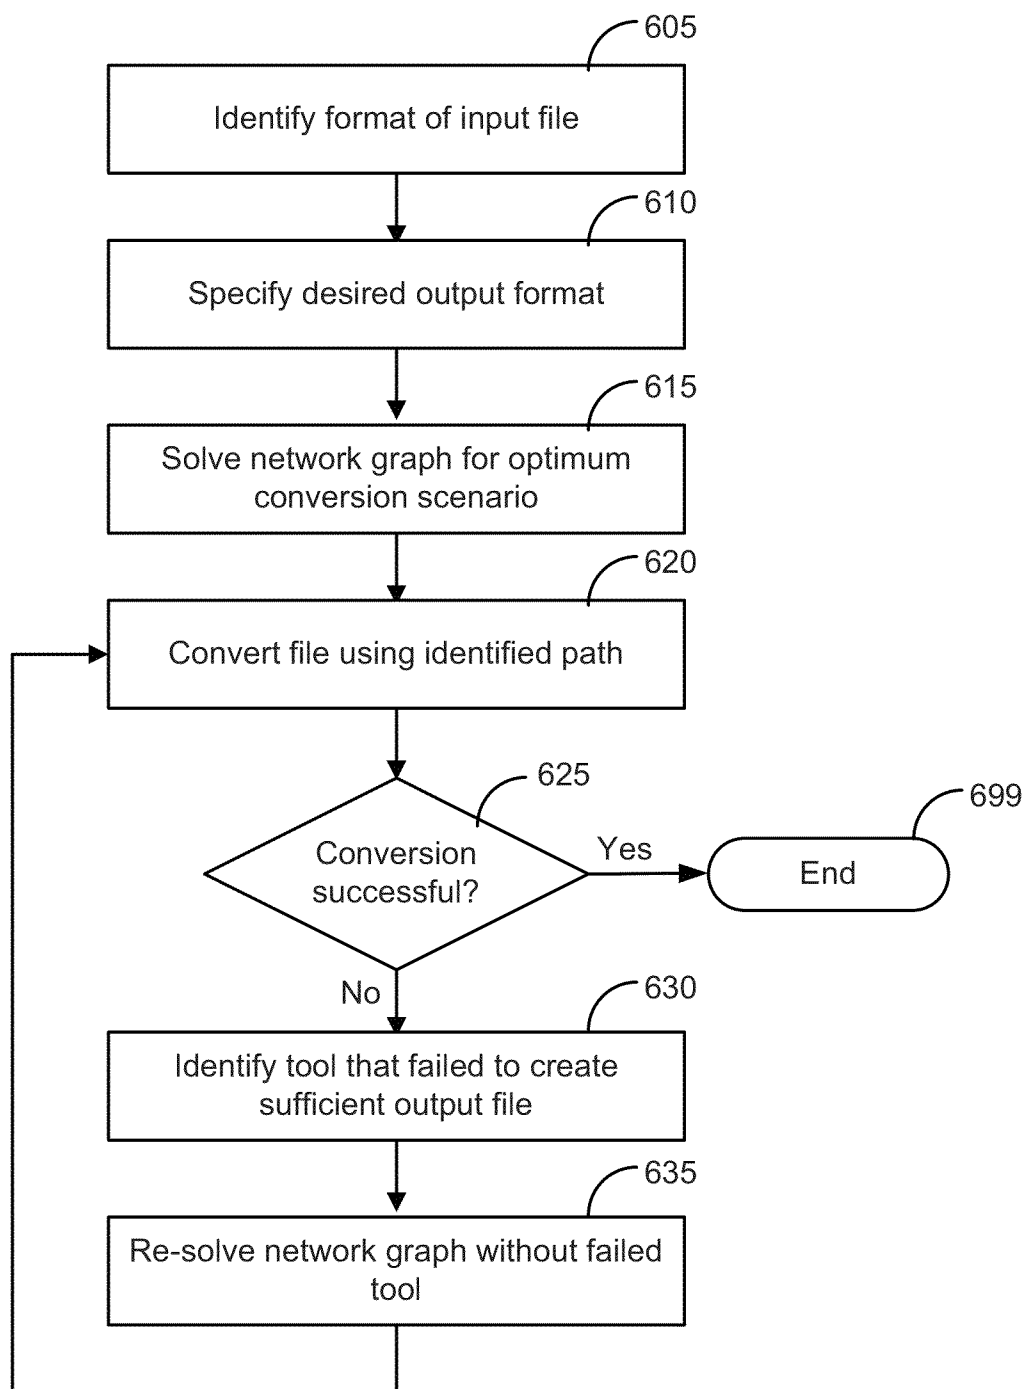 605
Identify format of input file
610
Specify desired output format
615
Solve network graph for optimum
conversion scenario
620
Convert file using identified path
625
Conversion
successful?
Yes
699
End
No
630
Identify tool that failed to create
sufficient output file
635
Re-solve network graph without failed
tool